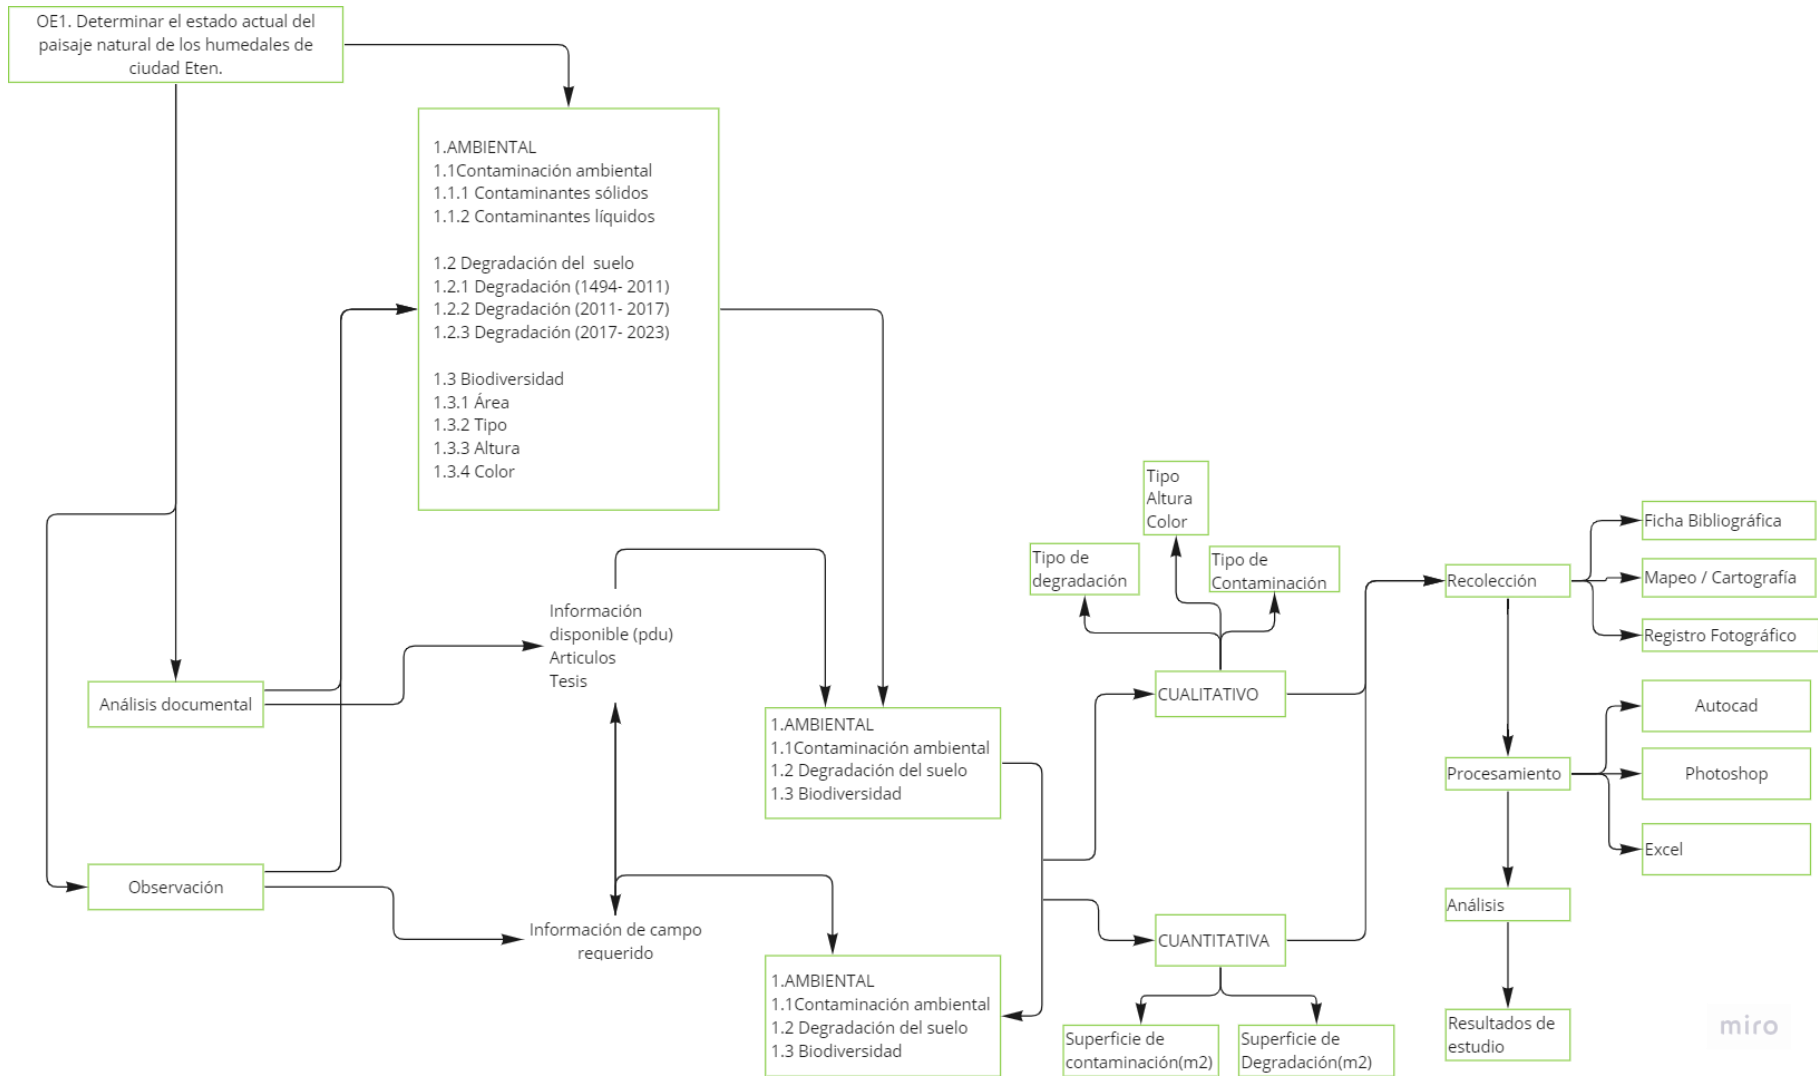 OE1. Determinar el estado actual del
paisaje natural de los humedales de
ciudad Eten.
1.AMBIENTAL
1.1Contaminación ambiental
1.1.1 Contaminantes sólidos
1.1.2 Contaminantes líquidos
1.2 Degradación del suelo
1.2.1 Degradación (1494- 2011)
1.2.2 Degradación (2011- 2017)
1.2.3 Degradación (2017- 2023)
1.3 Biodiversidad
1.3.1 Área
1.3.2 Tipo
1.3.3 Altura
1.3.4 Color
Análisis documental
Observación
Información
disponible (pdu)
Articulos
Tesis
Información de campo
requerido
1.AMBIENTAL
1.1Contaminación ambiental
1.2 Degradación del suelo
1.3 Biodiversidad
1.AMBIENTAL
1.1Contaminación ambiental
1.2 Degradación del suelo
1.3 Biodiversidad
Tipo de
degradación
Tipo
Altura
Color
Tipo de
Contaminación
CUALITATIVO
CUANTITATIVA
Superficie de
contaminación(m2)
Superficie de
Degradación(m2)
Recolección
Ficha Bibliográfica
Mapeo / Cartografía
Registro Fotográfico
Procesamiento
Autocad
Photoshop
Excel
Análisis
Resultados de
estudio
miro